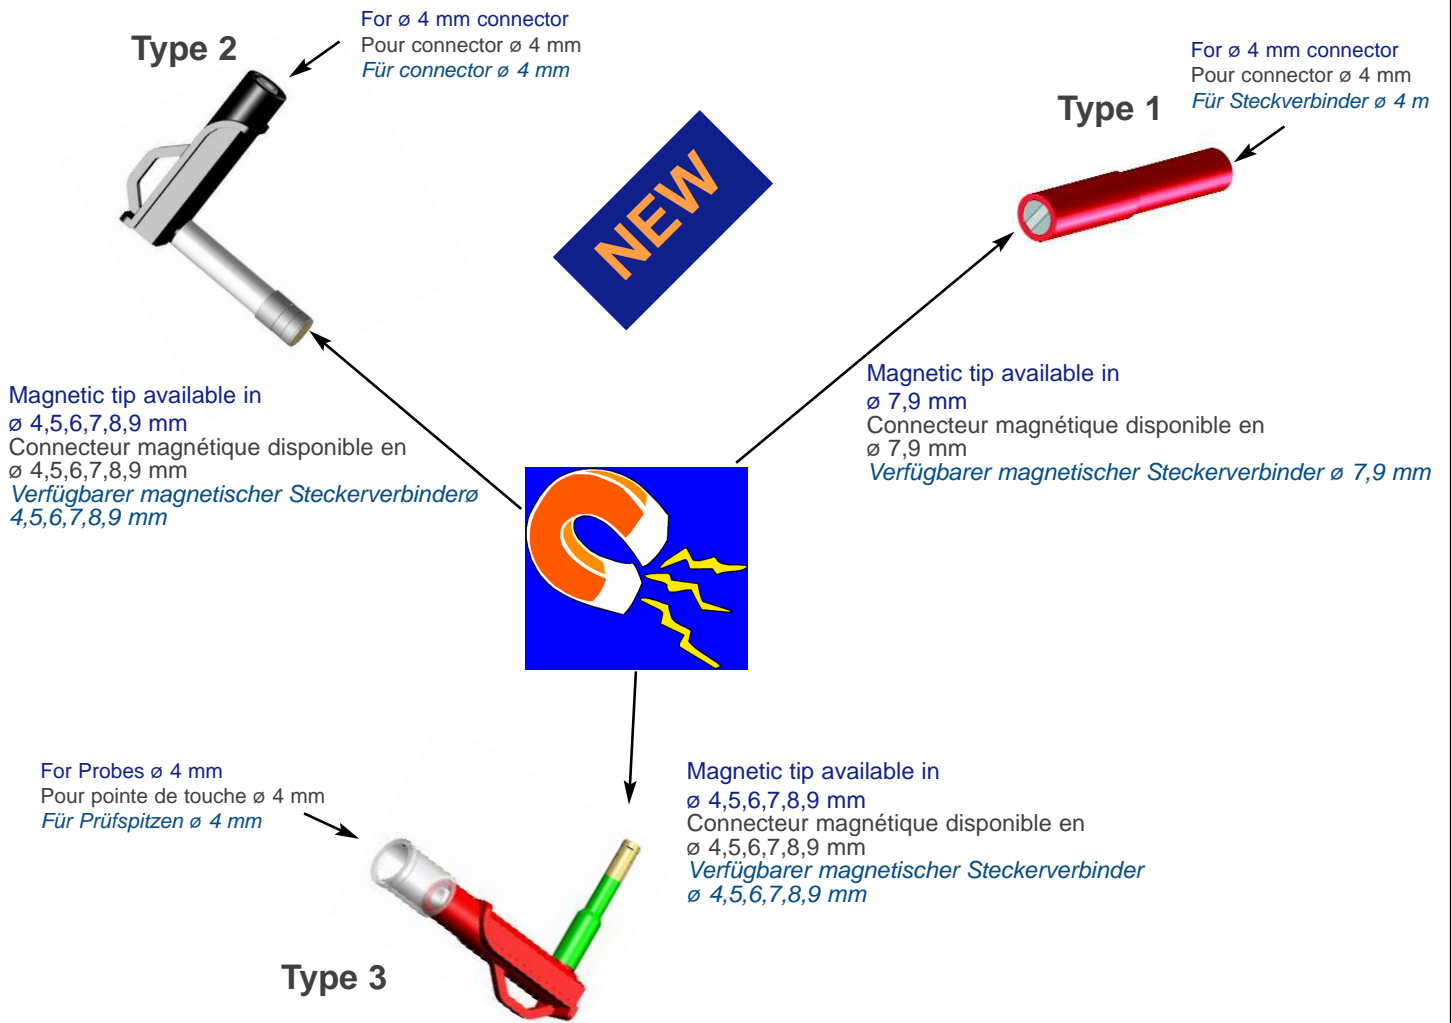 Type 2
For ø 4 mm connector
Pour connector ø 4 mm
Für connector ø 4 mm
For ø 4 mm connector
Pour connector ø 4 mm
Für Steckverbinder ø 4 m
Type 1
NEW
Magnetic tip available in
ø 4,5,6,7,8,9 mm
Connecteur magnétique disponible en
ø 4,5,6,7,8,9 mm
Verfügbarer magnetischer Steckerverbinderø
4,5,6,7,8,9 mm
Magnetic tip available in
ø 7,9 mm
Connecteur magnétique disponible en
ø 7,9 mm
Verfügbarer magnetischer Steckerverbinder ø 7,9 mm
For Probes ø 4 mm
Pour pointe de touche ø 4 mm
Für Prüfspitzen ø 4 mm
Magnetic tip available in
ø 4,5,6,7,8,9 mm
Connecteur magnétique disponible en
ø 4,5,6,7,8,9 mm
Verfügbarer magnetischer Steckerverbinder
ø 4,5,6,7,8,9 mm
Type 3